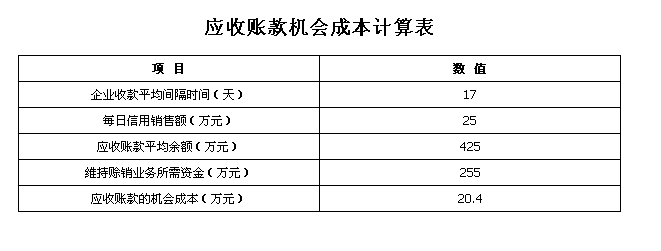 应收账款机会成本计算表
项 目 数 值
企业收款平均间隔时间（天） 17
每日信用销售额（万元） 25
应收账款平均余额（万元） 425
维持赊销业务所需资金（万元） 255
应收账款的机会成本（万元） 20.4